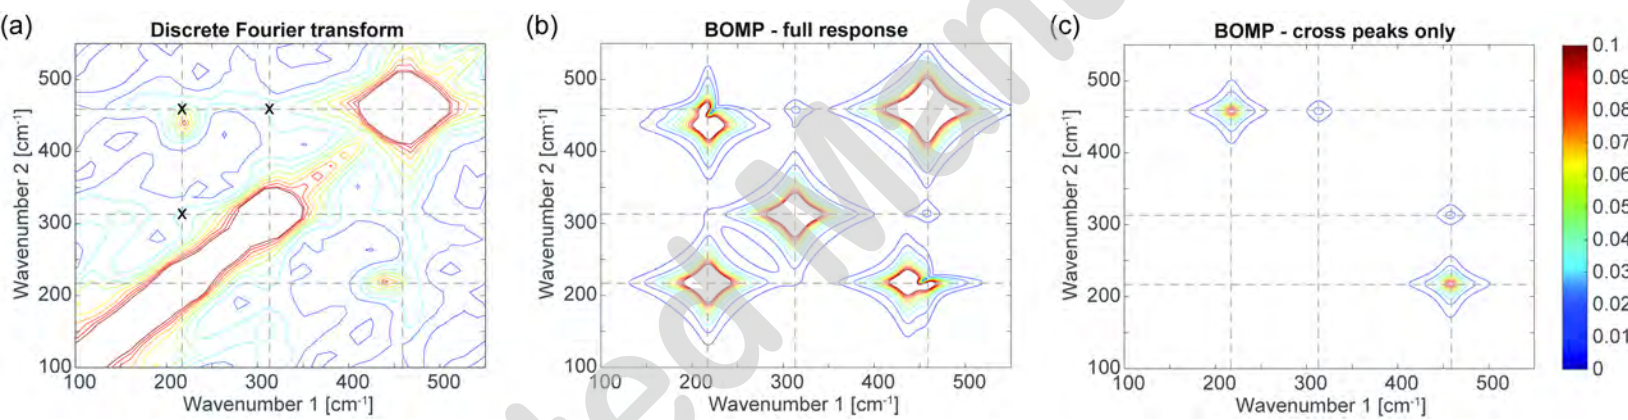 (a)
Discrete Fourier transform
500
400
300
200
100
Wavenumber 2 [cm⁻¹]
X X
X
100 200 300 400 500
Wavenumber 1 [cm⁻¹]
(b)
BOMP - full response
500
400
300
200
100
Wavenumber 2 [cm⁻¹]
100 200 300 400 500
Wavenumber 1 [cm⁻¹]
(c)
BOMP - cross peaks only
500
400
300
200
100
Wavenumber 2 [cm⁻¹]
100 200 300 400 500
Wavenumber 1 [cm⁻¹]
0.1
0.09
0.08
0.07
0.06
0.05
0.04
0.03
0.02
0.01
0
ted Man